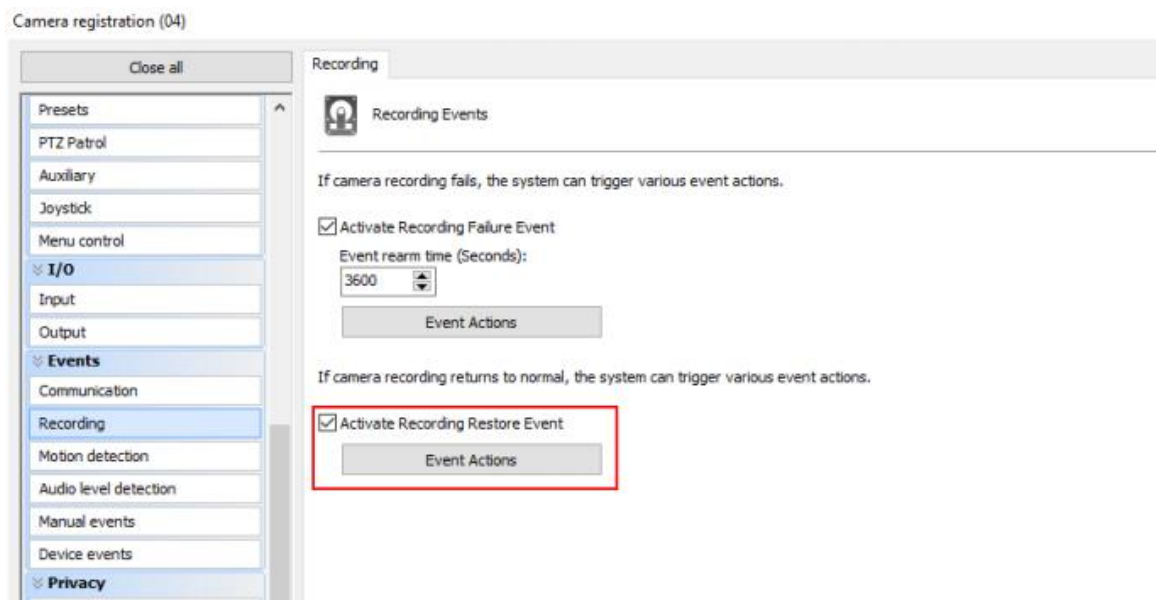 Camera registration (04)
Close all
Presets
PTZ Patrol
Auxiliary
Joystick
Menu control
I/O
Input
Output
Events
Communication
Recording
Motion detection
Audio level detection
Manual events
Device events
Privacy
Recording
Recording Events
If camera recording fails, the system can trigger various event actions.
Activate Recording Failure Event
Event rearm time (Seconds):
3600
Event Actions
If camera recording returns to normal, the system can trigger various event actions.
Activate Recording Restore Event
Event Actions